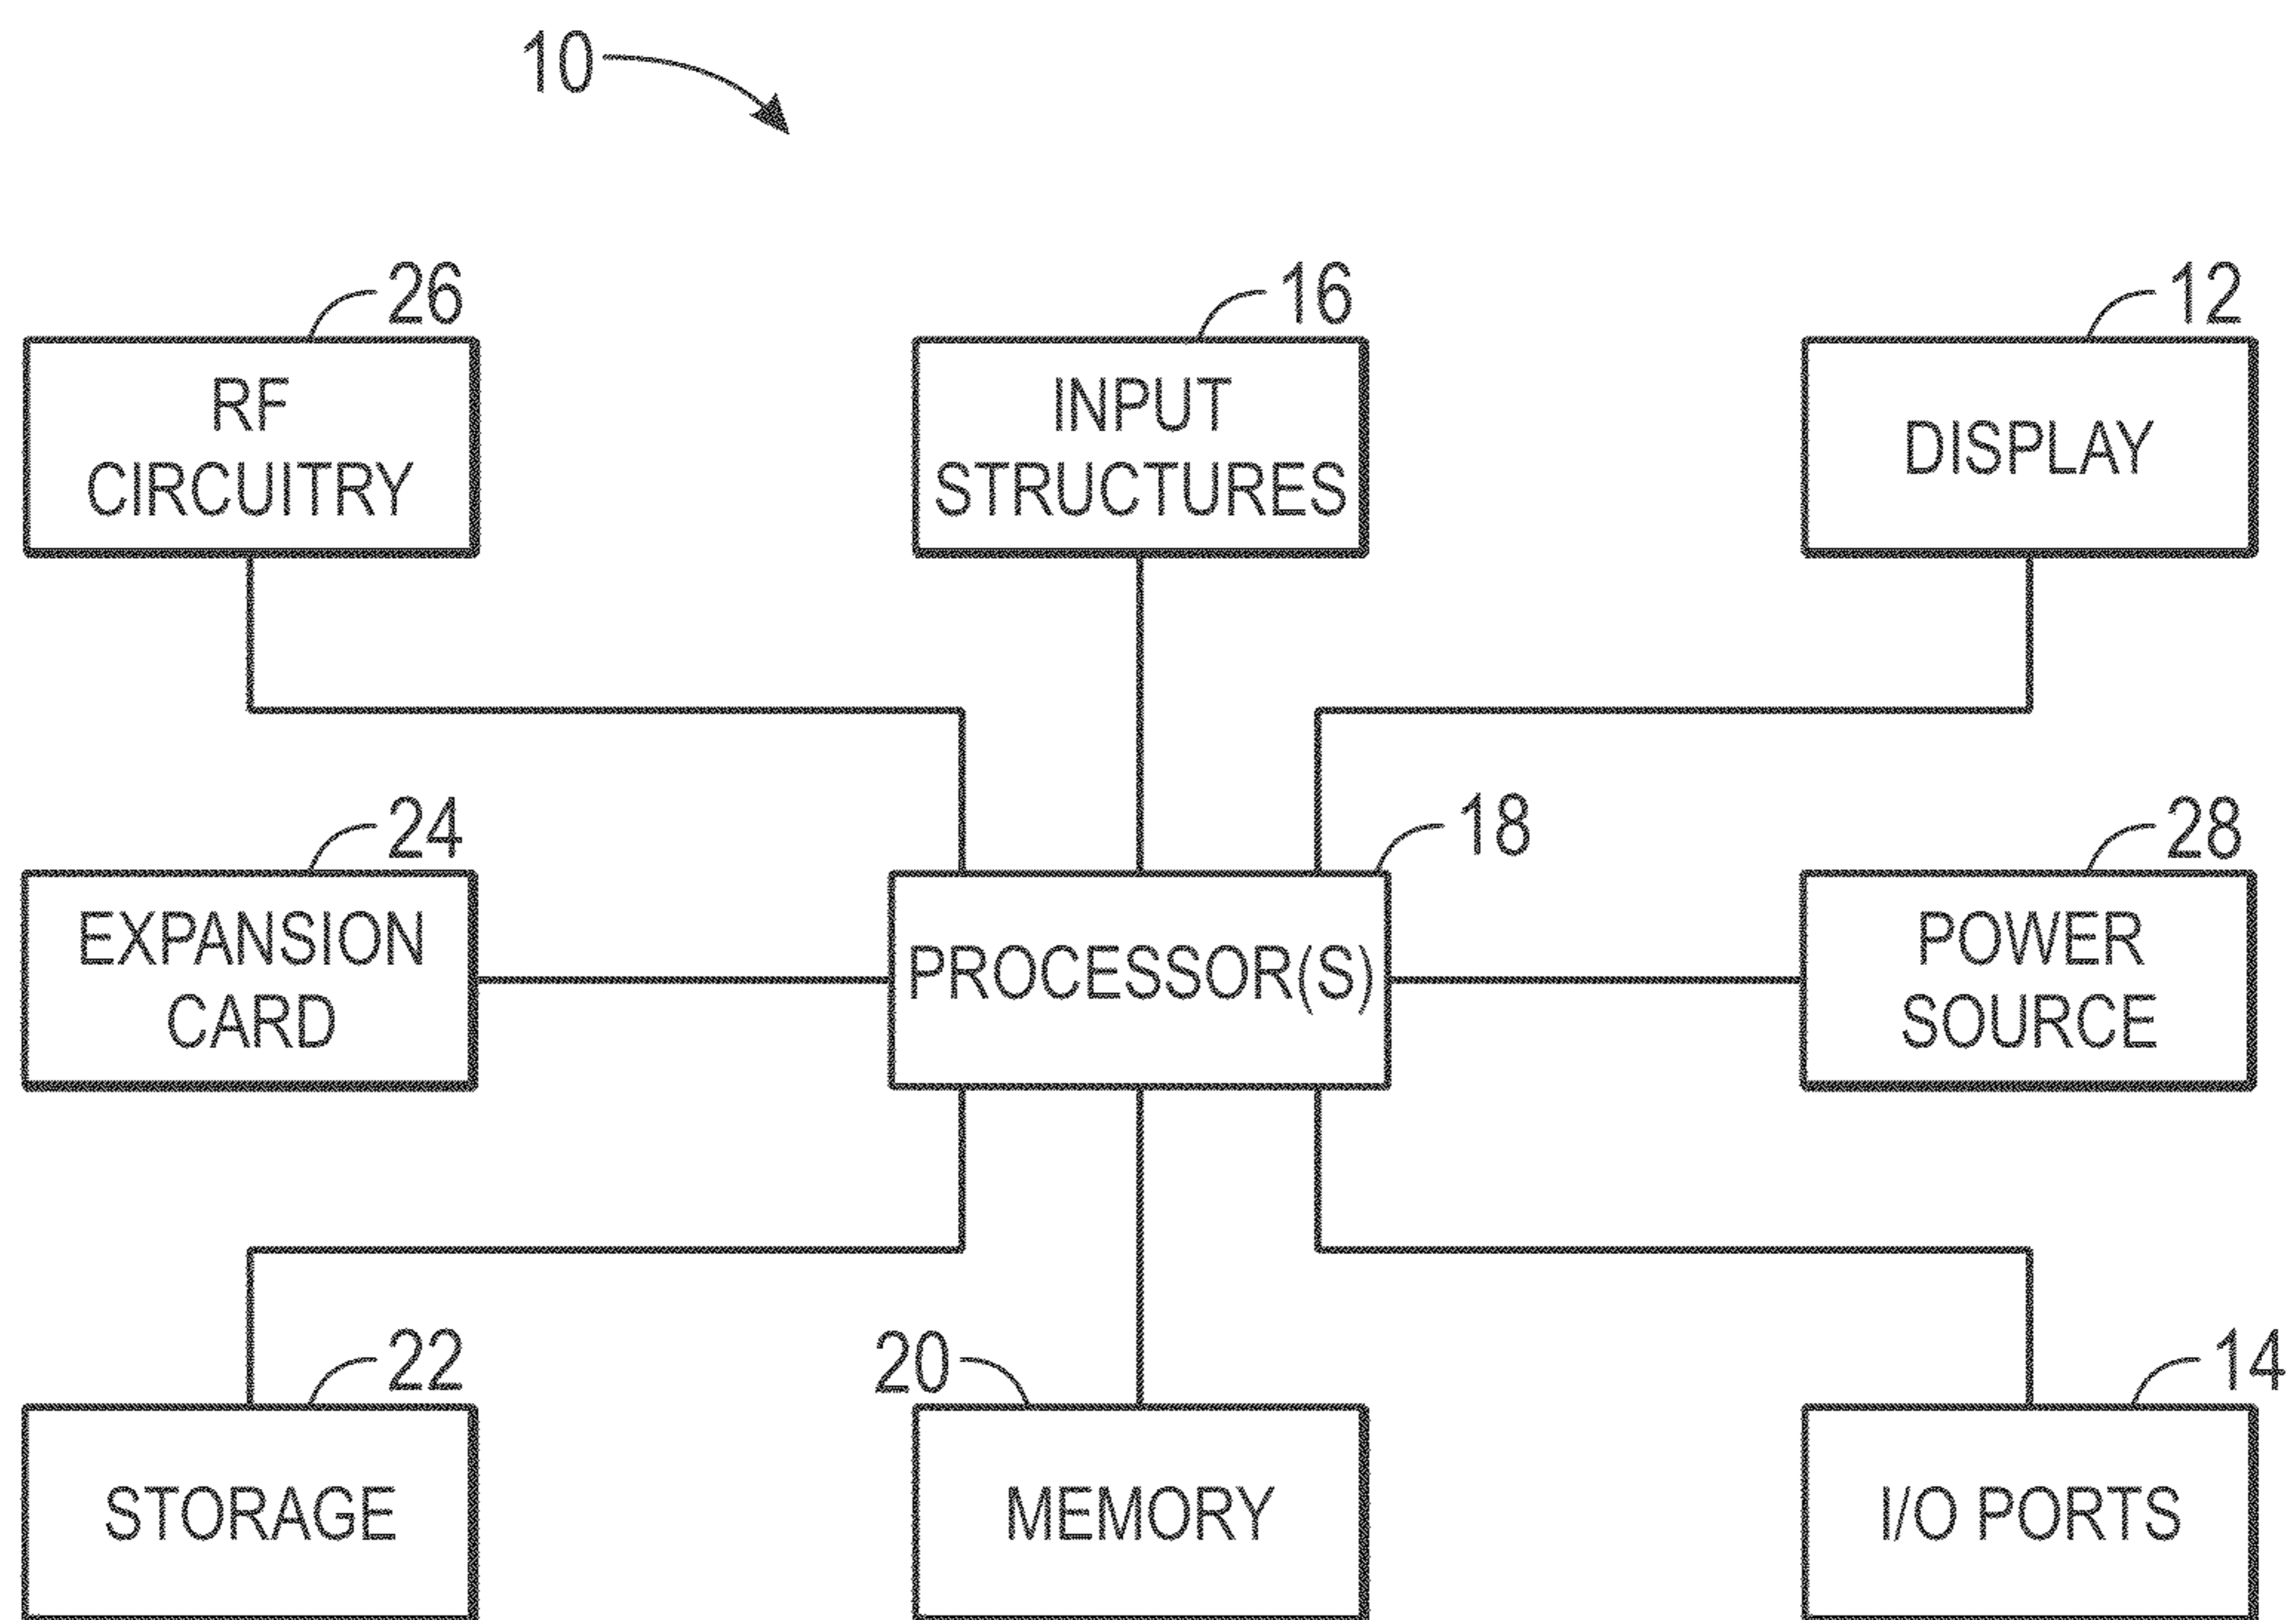 10
26
16
12
RF
CIRCUITRY
INPUT
STRUCTURES
DISPLAY
24
18
28
EXPANSION
CARD
PROCESSOR(S)
POWER
SOURCE
22
20
14
STORAGE
MEMORY
I/O PORTS